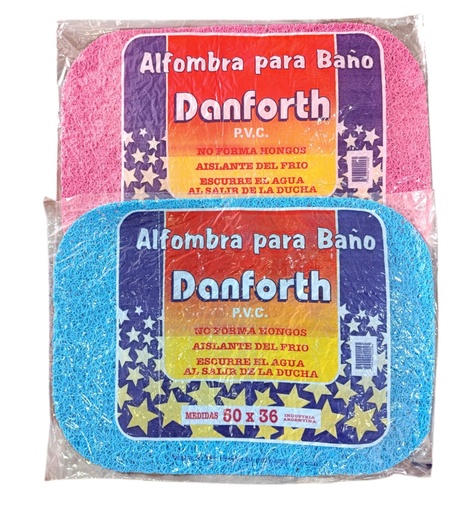 Alfombra para Baño
Danforth
P.V.C.
NO FORMA HONGOS
AISLANTE DEL FRIO
ESCURRE EL AGUA
AL SALIR DE LA DUCHA
Alfombra para Baño
Danforth
P.V.C.
NO FORMA HONGOS
AISLANTE DEL FRIO
ESCURRE EL AGUA
AL SALIR DE LA DUCHA
MEDIDAS 50 x 36 INDUSTRIA
ARGENTINA